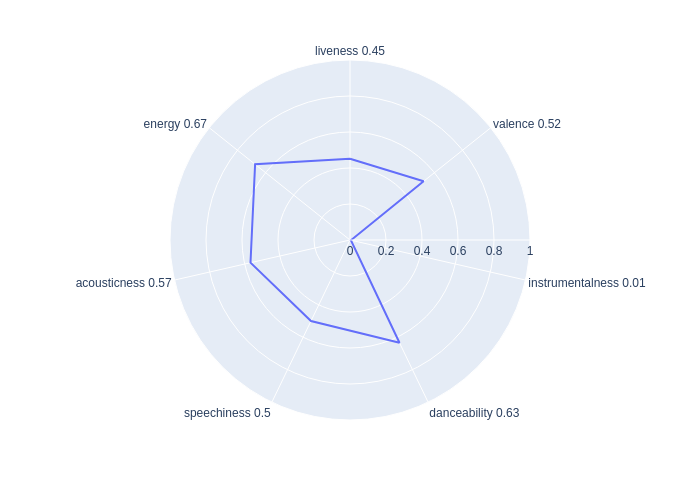 liveness 0.45
energy 0.67
valence 0.52
0 0.2 0.4 0.6 0.8 1
acousticness 0.57
instrumentalness 0.01
speechiness 0.5
danceability 0.63